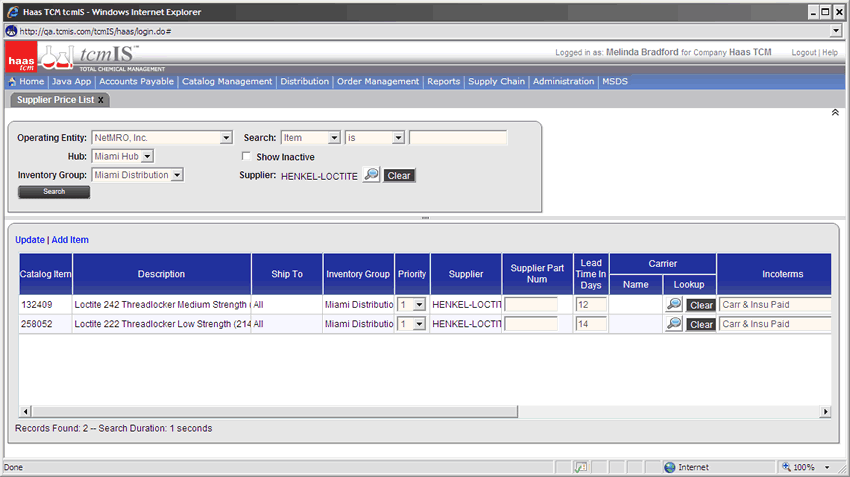 Haas TCM tcmIS - Windows Internet Explorer
http://qa.tcmis.com/tcmIS/haas/login.do#
haas tcm
tcmIS™
TOTAL CHEMICAL MANAGEMENT
Logged in as: Melinda Bradford for Company Haas TCM Logout | Help
Home | Java App | Accounts Payable | Catalog Management | Distribution | Order Management | Reports | Supply Chain | Administration | MSDS
Supplier Price List X
Operating Entity: NetMRO, Inc. Search: Item is
Hub: Miami Hub Show Inactive
Inventory Group: Miami Distribution Supplier: HENKEL-LOCTITE Clear
Search
Update | Add Item
Catalog Item Description Ship To Inventory Group Priority Supplier Supplier Part Num Lead Time In Days Carrier Name Lookup Incoterms
132409 Loctite 242 Threadlocker Medium Strength ( All Miami Distributio 1 HENKEL-LOCTIT 12 Clear Carr & Insu Paid
258052 Loctite 222 Threadlocker Low Strength (214 All Miami Distributio 1 HENKEL-LOCTIT 14 Clear Carr & Insu Paid
Records Found: 2 -- Search Duration: 1 seconds
Done Internet 100%